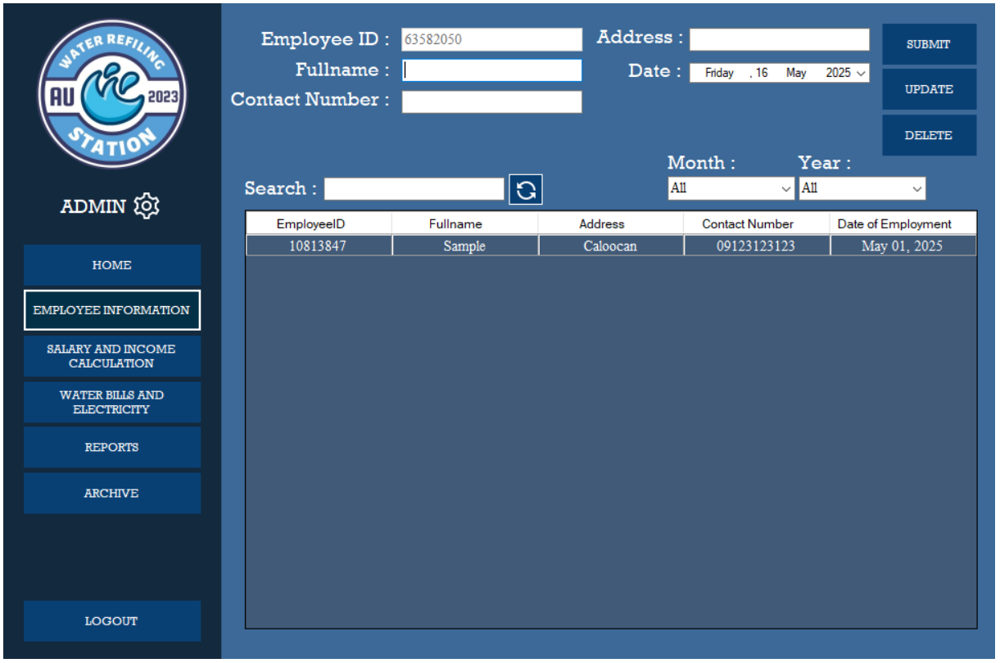 WATER REFILING
AU
2023
STATION
ADMIN
HOME
EMPLOYEE INFORMATION
SALARY AND INCOME
CALCULATION
WATER BILLS AND
ELECTRICITY
REPORTS
ARCHIVE
LOGOUT
Employee ID : 63582050
Fullname :
Contact Number :
Address :
Date : Friday , 16 May 2025
SUBMIT
UPDATE
DELETE
Search :
Month : Year :
All All
EmployeeID Fullname Address Contact Number Date of Employment
10813847 Sample Caloocan 09123123123 May 01, 2025